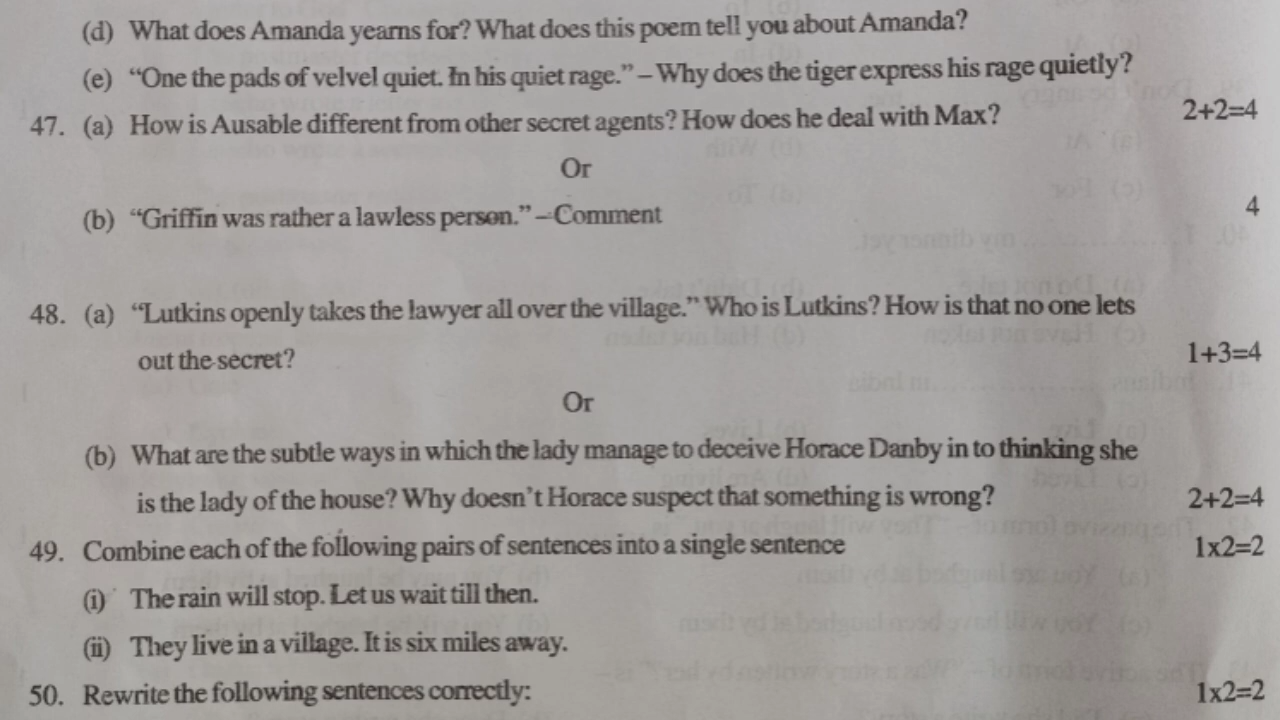 (d) What does Amanda yearns for? What does this poem tell you about Amanda?
(e) “One the pads of velvel quiet. In his quiet rage.” – Why does the tiger express his rage quietly?
47. (a) How is Ausable different from other secret agents? How does he deal with Max? 2+2=4
Or
(b) “Griffin was rather a lawless person.” – Comment 4
48. (a) “Lutkins openly takes the lawyer all over the village.” Who is Lutkins? How is that no one lets
out the secret? 1+3=4
Or
(b) What are the subtle ways in which the lady manage to deceive Horace Danby in to thinking she
is the lady of the house? Why doesn’t Horace suspect that something is wrong? 2+2=4
49. Combine each of the following pairs of sentences into a single sentence 1x2=2
(i) The rain will stop. Let us wait till then.
(ii) They live in a village. It is six miles away.
50. Rewrite the following sentences correctly: 1x2=2